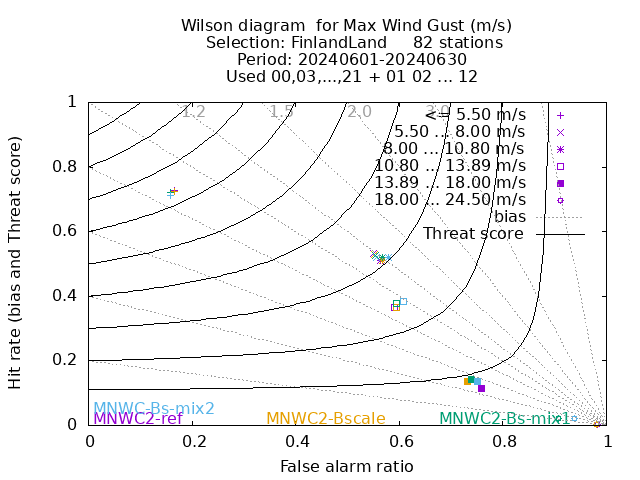 Wilson diagram  for Max Wind Gust (m/s)
Selection: FinlandLand     82 stations
Period: 20240601-20240630
Used 00,03,...,21 + 01 02 ... 12
Hit rate (bias and Threat score)
1
0.8
0.6
0.4
0.2
0
1.2
1.5
2.0
3.0
<= 5.50 m/s
5.50 ... 8.00 m/s
8.00 ... 10.80 m/s
10.80 ... 13.89 m/s
13.89 ... 18.00 m/s
18.00 ... 24.50 m/s
bias
Threat score
MNWC-Bs-mix2
MNWC2-ref
MNWC2-Bscale
MNWC2-Bs-mix1
0
0.2
0.4
0.6
0.8
1
False alarm ratio